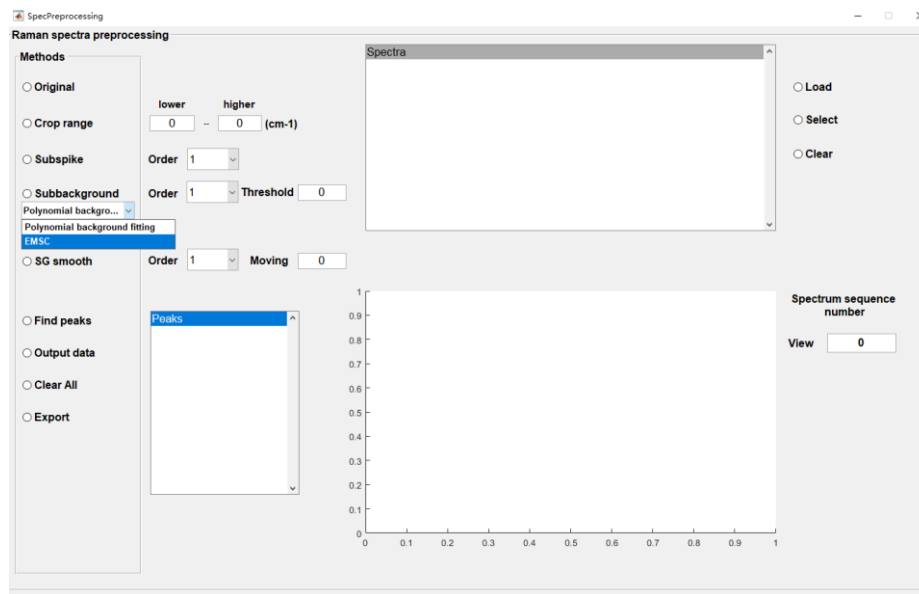 SpecPreprocessing
Raman spectra preprocessing
Methods
Original
lower higher
Crop range 0 -- 0 (cm-1)
Subspike Order 1
Subbackground Order 1 Threshold 0
Polynomial backgro...
Polynomial background fitting
EMSC
SG smooth Order 1 Moving 0
Find peaks
Output data
Clear All
Export
Peaks
Spectra
Load
Select
Clear
1
0.9
0.8
0.7
0.6
0.5
0.4
0.3
0.2
0.1
0
0 0.1 0.2 0.3 0.4 0.5 0.6 0.7 0.8 0.9 1
Spectrum sequence
number
View 0